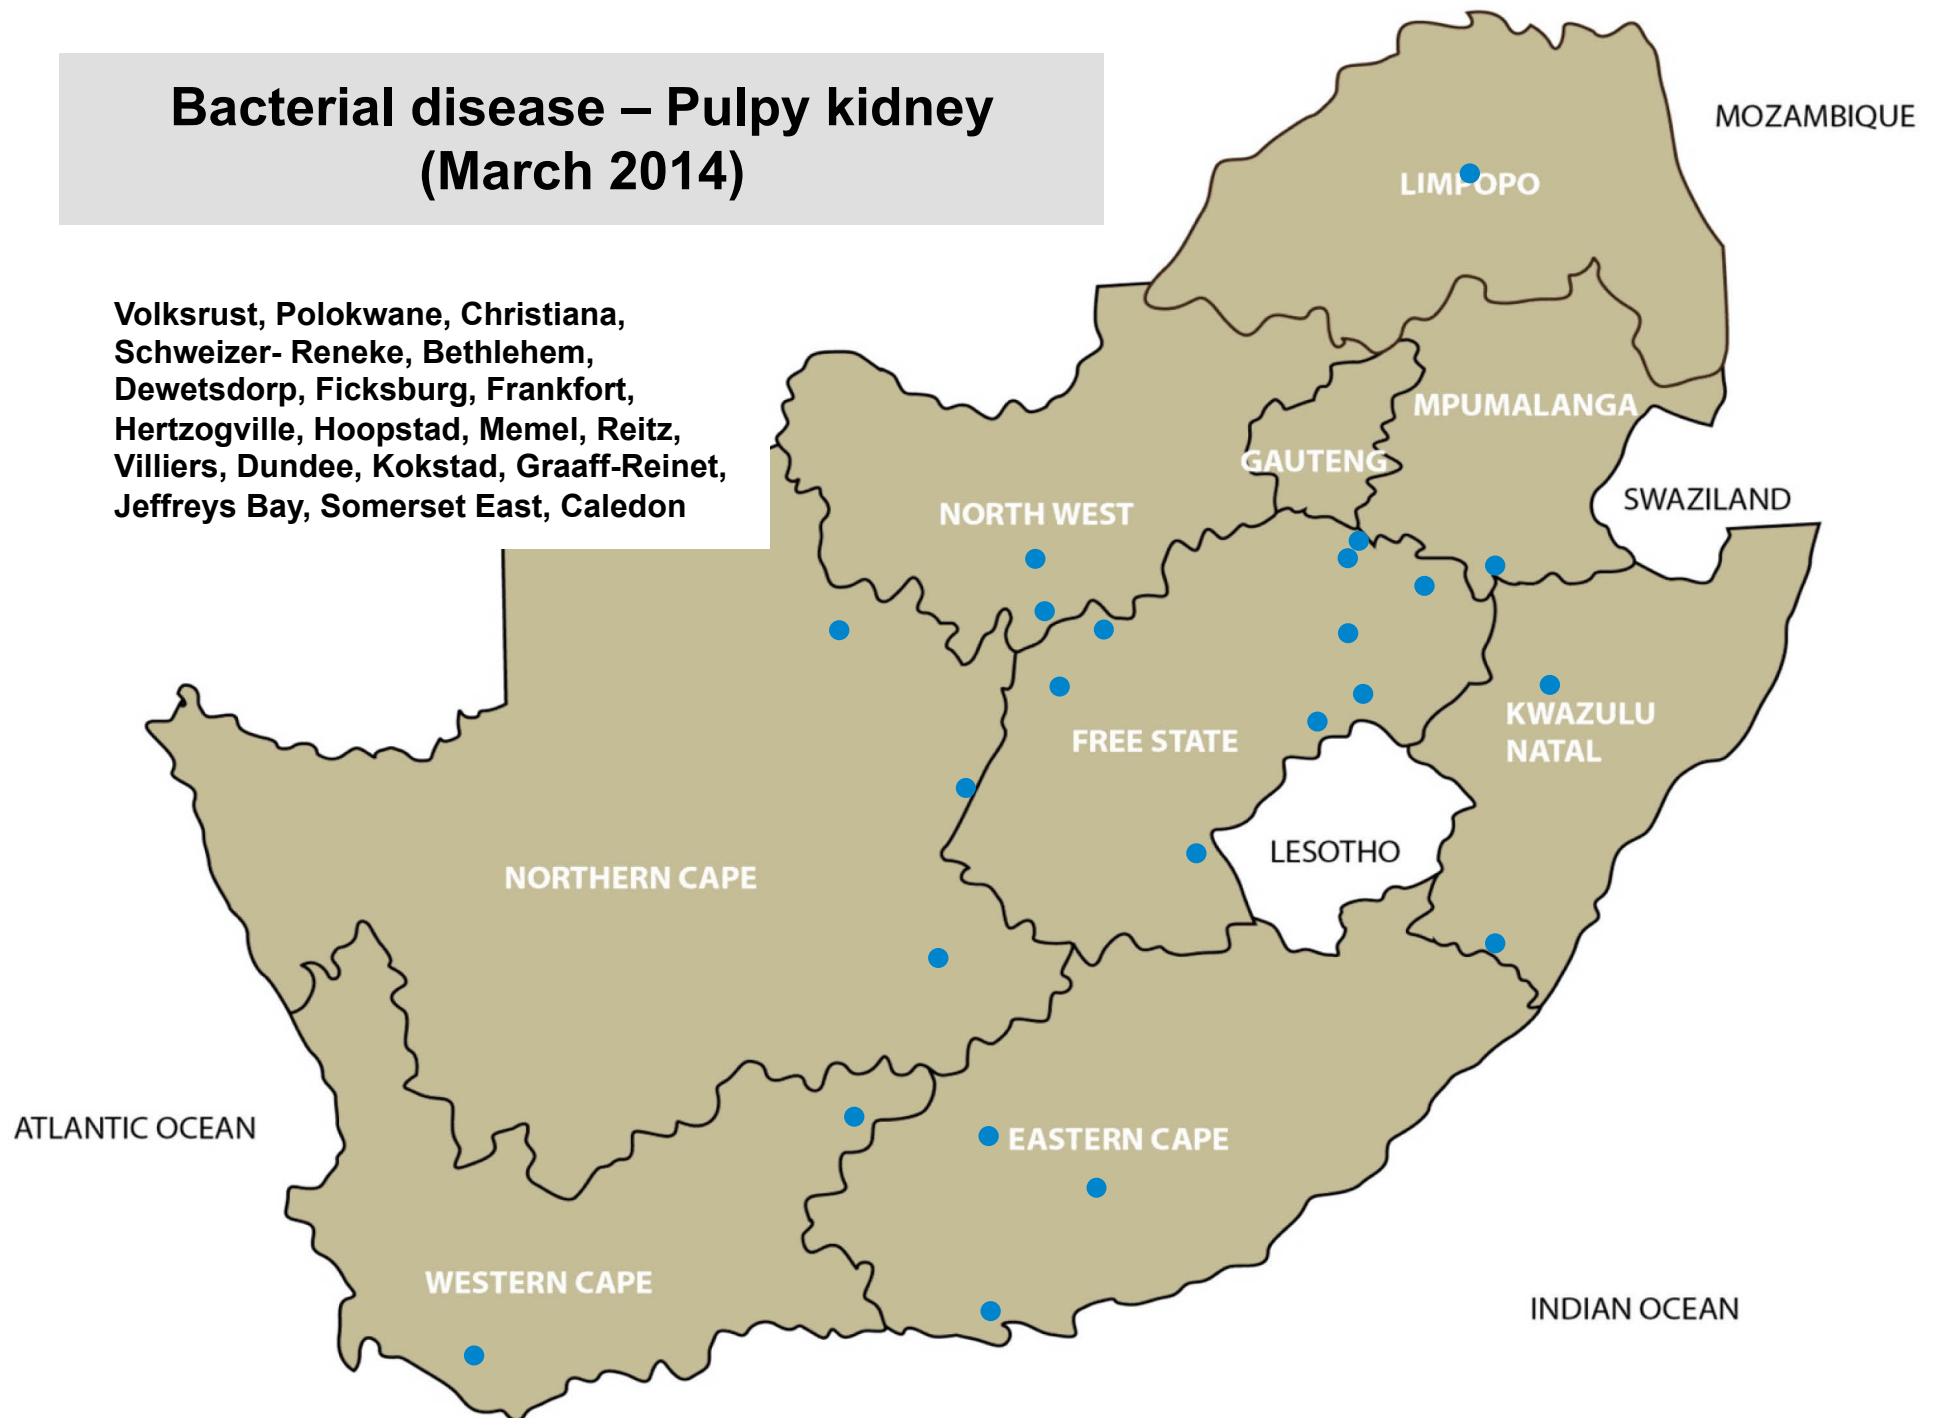 Bacterial disease – Pulpy kidney
(March 2014)
Volksrust, Polokwane, Christiana,
Schweizer- Reneke, Bethlehem,
Dewetsdorp, Ficksburg, Frankfort,
Hertzogville, Hoopstad, Memel, Reitz,
Villiers, Dundee, Kokstad, Graaff-Reinet,
Jeffreys Bay, Somerset East, Caledon
MOZAMBIQUE
LIMPOPO
MPUMALANGA
GAUTENG
SWAZILAND
NORTH WEST
KWAZULU
NATAL
FREE STATE
LESOTHO
NORTHERN CAPE
ATLANTIC OCEAN
EASTERN CAPE
WESTERN CAPE
INDIAN OCEAN